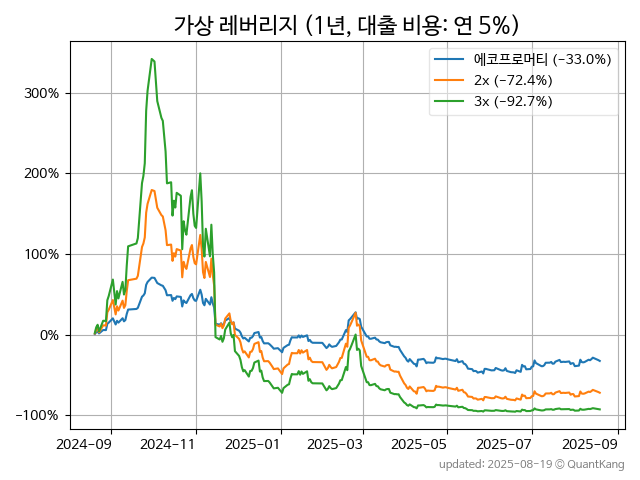 가상 레버리지 (1년, 대출 비용: 연 5%)
에코프로머티 (−33.0%)
2x (−72.4%)
3x (−92.7%)
300%
200%
100%
0%
−100%
2024-09 2024-11 2025-01 2025-03 2025-05 2025-07 2025-09
updated: 2025-08-19 © QuantKang